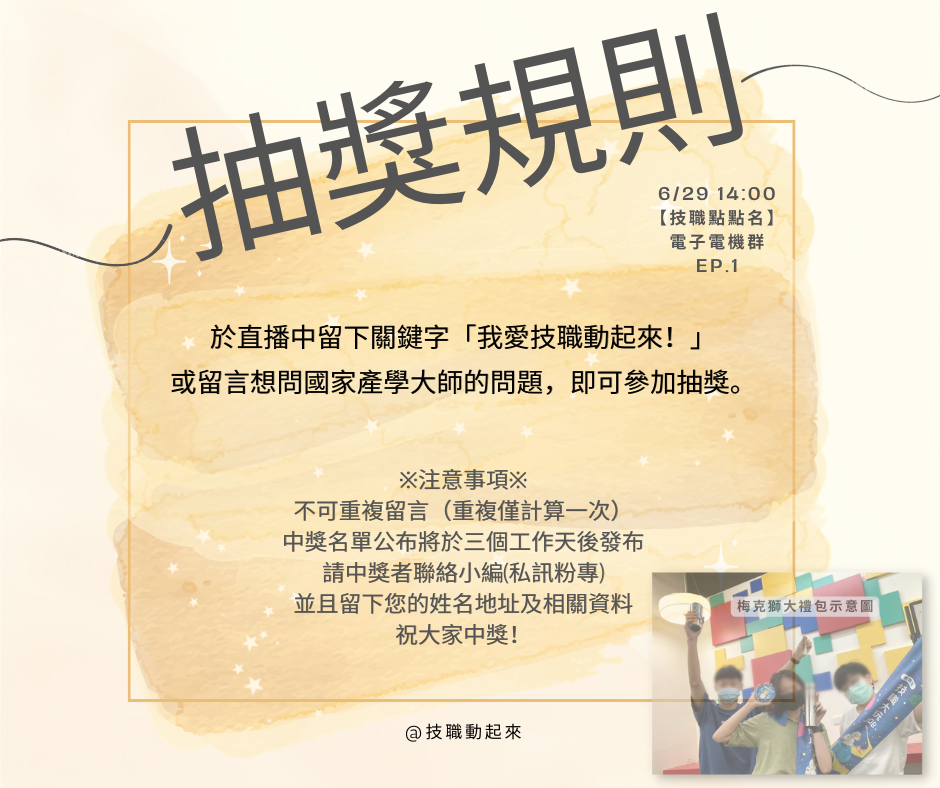 抽獎規則
6/29 14:00
【技職點點名】
電子電機群
EP.1
於直播中留下關鍵字「我愛技職動起來！」
或留言想問國家產學大師的問題，即可參加抽獎。
※注意事項※
不可重複留言（重複僅計算一次）
中獎名單公布將於三個工作天後發布
請中獎者聯絡小編(私訊粉專)
並且留下您的姓名地址及相關資料
祝大家中獎！
梅克獅大禮包示意圖
@技職動起來